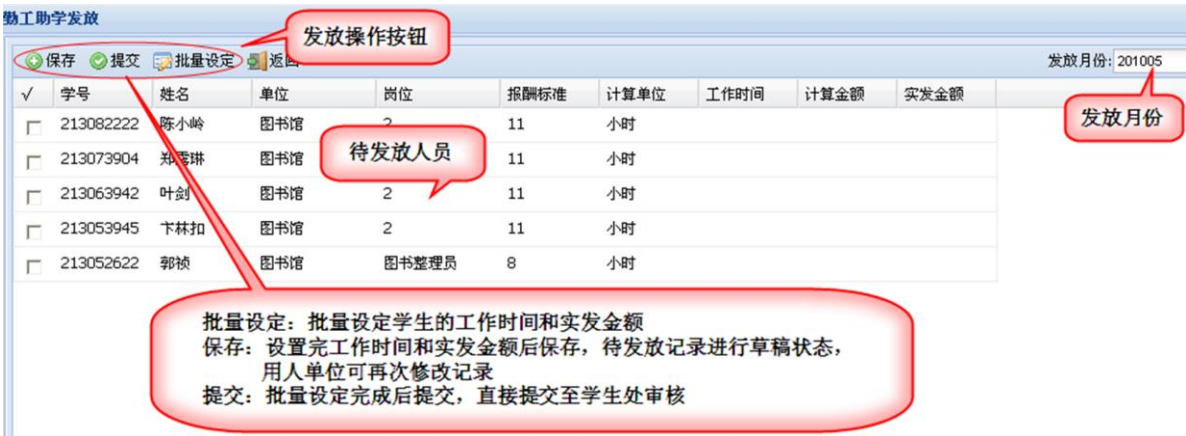 勤工助学发放
保存 提交 批量设定 返回 发放月份: 201005
发放操作按钮
√ 学号 姓名 单位 岗位 报酬标准 计算单位 工作时间 计算金额 实发金额
发放月份
213082222 陈小岭 图书馆 2 11 小时
待发放人员
213073904 郑露琳 图书馆 11 小时
213063942 叶剑 图书馆 2 11 小时
213053945 卞林扣 图书馆 2 11 小时
213052622 郭祯 图书馆 图书整理员 8 小时
批量设定：批量设定学生的工作时间和实发金额
保存：设置完工作时间和实发金额后保存，待发放记录进行草稿状态，
用人单位可再次修改记录
提交：批量设定完成后提交，直接提交至学生处审核